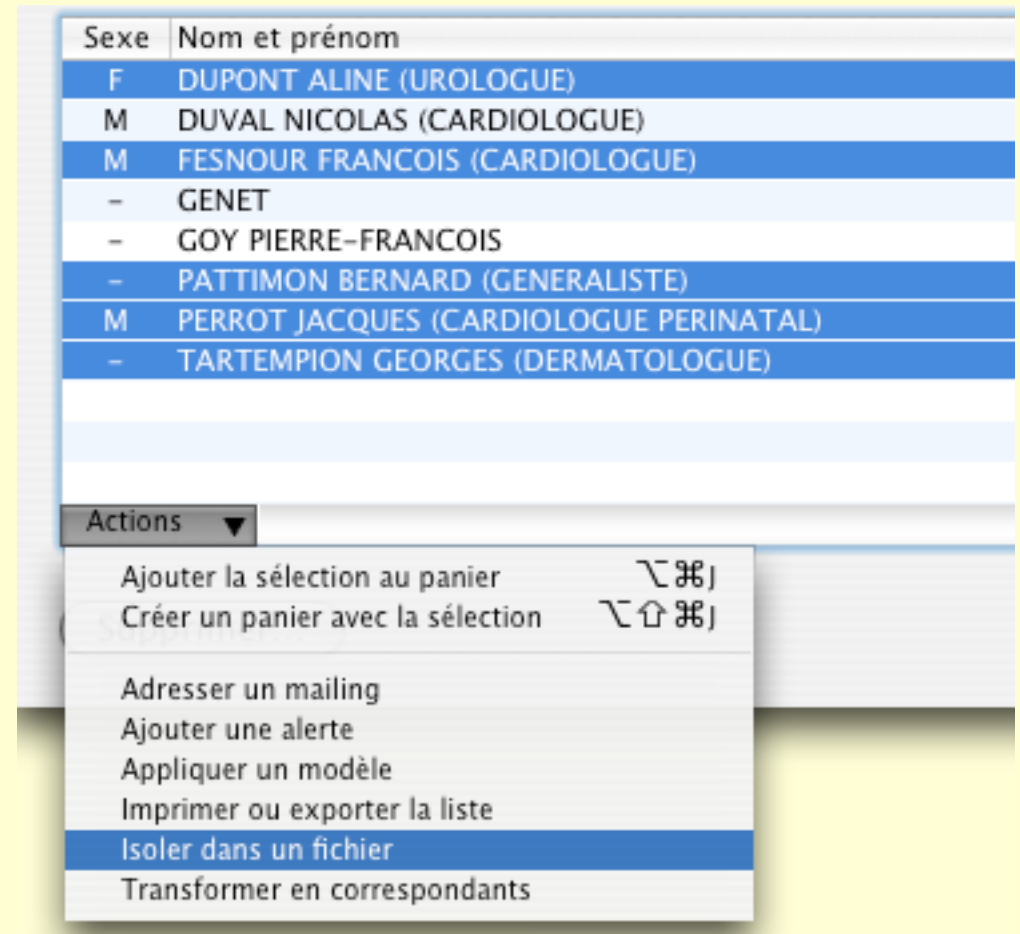 Sexe Nom et prénom
F DUPONT ALINE (UROLOGUE)
M DUVAL NICOLAS (CARDIOLOGUE)
M FESNOUR FRANCOIS (CARDIOLOGUE)
– GENET
– GOY PIERRE–FRANCOIS
– PATTIMON BERNARD (GENERALISTE)
M PERROT JACQUES (CARDIOLOGUE PERINATAL)
– TARTEMPION GEORGES (DERMATOLOGUE)
Actions ▼
Ajouter la sélection au panier ⌥⌘J
Créer un panier avec la sélection ⌥⇧⌘J
Adresser un mailing
Ajouter une alerte
Appliquer un modèle
Imprimer ou exporter la liste
Isoler dans un fichier
Transformer en correspondants